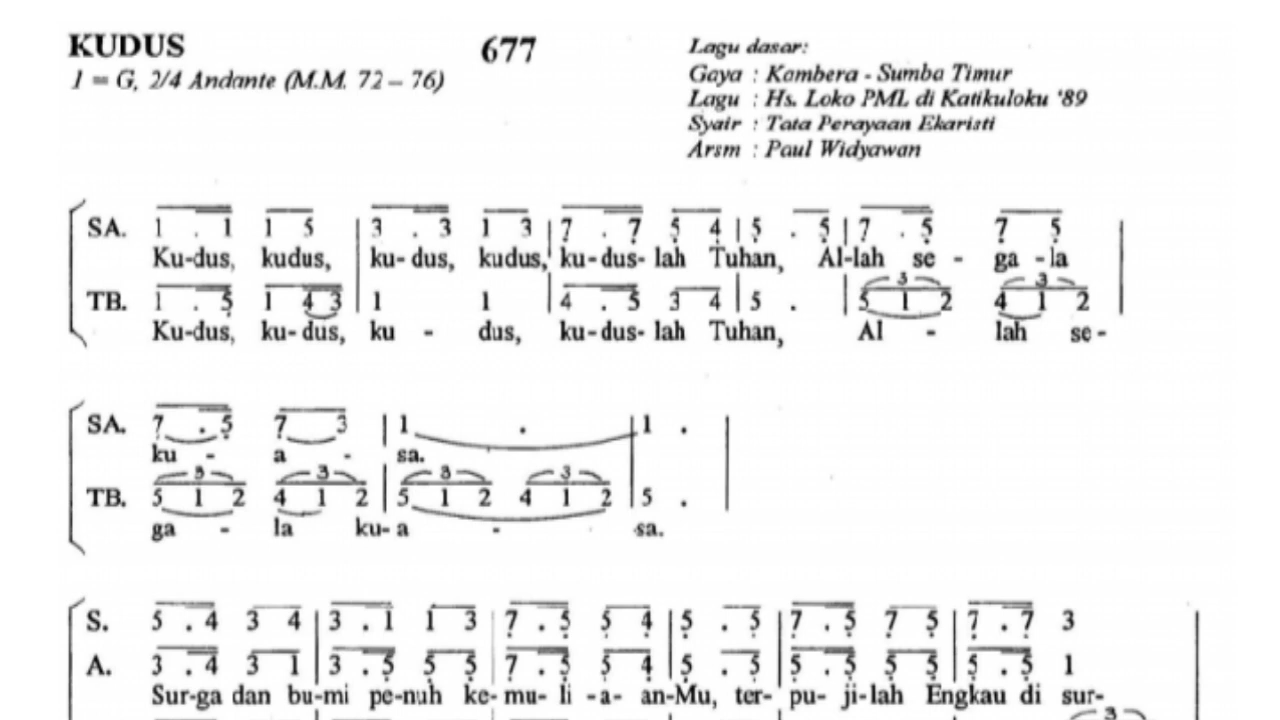 KUDUS 677 Lagu dasar:
1 = G, 2/4 Andante (M.M. 72 – 76) Gaya : Kambera - Sumba Timur
Lagu : Hs. Loko PML di Katikuloku '89
Syair : Tata Perayaan Ekaristi
Arsm : Paul Widyawan
SA. 1 . 1 1 5 | 3 . 3 1 3 | 7 . 7 5 4 | 5 . 5 | 7 . 5 7 5 |
Ku-dus, kudus, ku-dus, kudus, ku-dus-lah Tuhan, Al-lah se - ga -la
3 3
TB. 1 . 5 1 4 3 | 1 1 | 4 . 5 3 4 | 5 . | 5 1 2 4 1 2 |
Ku-dus, ku-dus, ku - dus, ku-dus-lah Tuhan, Al - lah se-
SA. 7 . 5 7 3 | 1 . | 1 . |
ku - a - sa.
3 3 3 3
TB. 5 1 2 4 1 2 | 5 1 2 4 1 2 | 5 . |
ga - la ku-a - sa.
S. 5 . 4 3 4 | 3 . 1 1 3 | 7 . 5 5 4 | 5 . 5 | 7 . 5 7 5 | 7 . 7 3 |
A. 3 . 4 3 1 | 3 . 5 5 5 | 7 . 5 5 4 | 5 . 5 | 5 . 5 5 5 | 5 . 5 1 |
Sur-ga dan bu-mi pe-nuh ke-mu- li -a- an-Mu, ter- pu- ji-lah Engkau di sur-
3